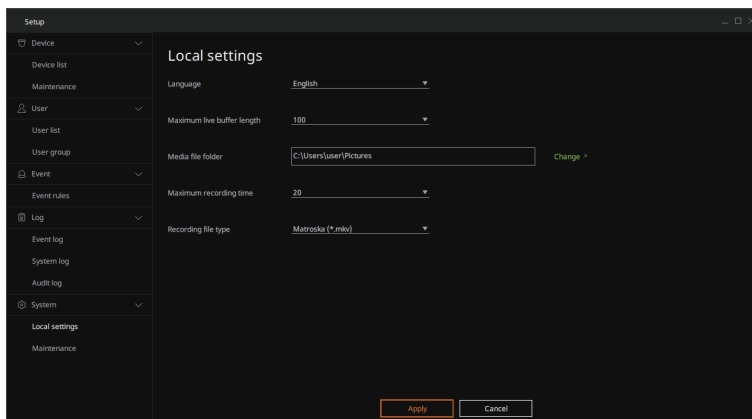 Setup
Device
Device list
Maintenance
User
User list
User group
Event
Event rules
Log
Event log
System log
Audit log
System
Local settings
Maintenance
Local settings
Language English
Maximum live buffer length 100
Media file folder C:\Users\user\Pictures Change
Maximum recording time 20
Recording file type Matroska (*.mkv)
Apply Cancel